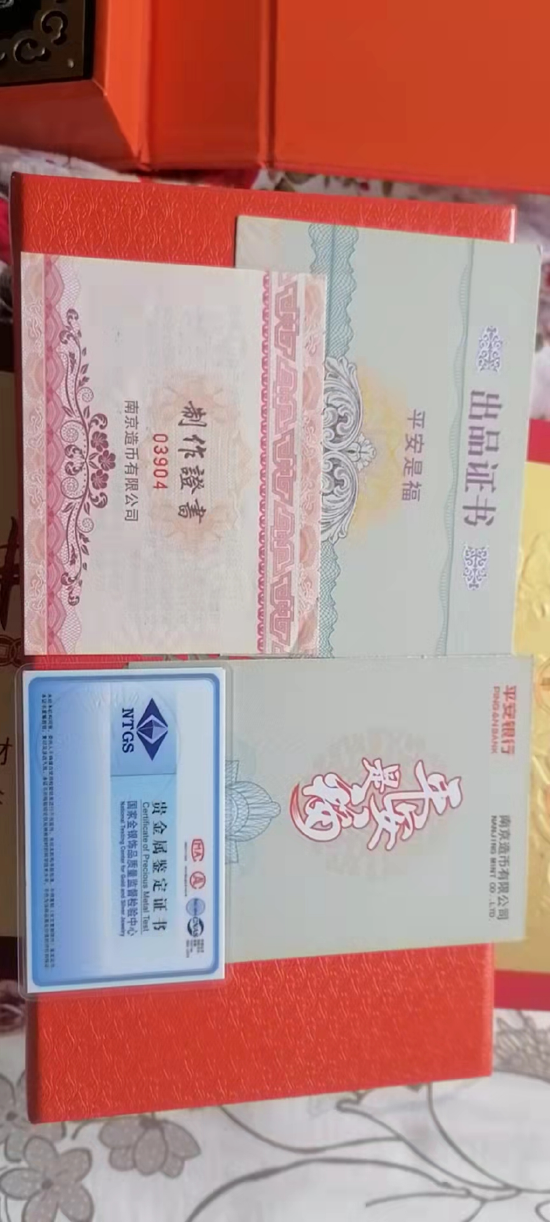 出品证书
平安是福
制作證書
03904
南京造币有限公司
平安银行
PING AN BANK
平安是福
南京造币有限公司
NANJING MINT CO.,LTD
NTGS
贵金属鉴定证书
Certificate of Precious Metal Test
国家金银饰品质量监督检验中心
National Testing Center for Gold and Silver Jewelry